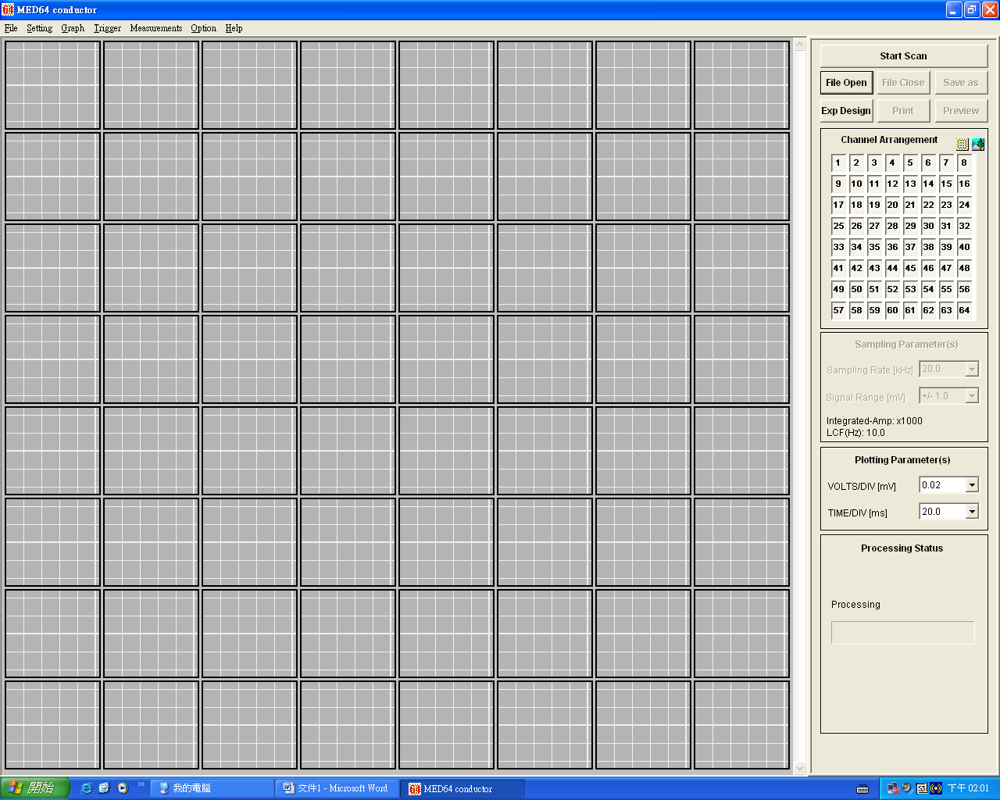 MED64 conductor
File Setting Graph Trigger Measurements Option Help
Start Scan
File Open File Close Save as
Exp Design Print Preview
Channel Arrangement
1 2 3 4 5 6 7 8
9 10 11 12 13 14 15 16
17 18 19 20 21 22 23 24
25 26 27 28 29 30 31 32
33 34 35 36 37 38 39 40
41 42 43 44 45 46 47 48
49 50 51 52 53 54 55 56
57 58 59 60 61 62 63 64
Sampling Parameter(s)
Sampling Rate [kHz] 20.0
Signal Range [mV] +/- 1.0
Integrated-Amp: x1000
LCF(Hz): 10.0
Plotting Parameter(s)
VOLTS/DIV [mV] 0.02
TIME/DIV [ms] 20.0
Processing Status
Processing
開始 我的電腦 文件1 - Microsoft Word MED64 conductor 下午 02:01